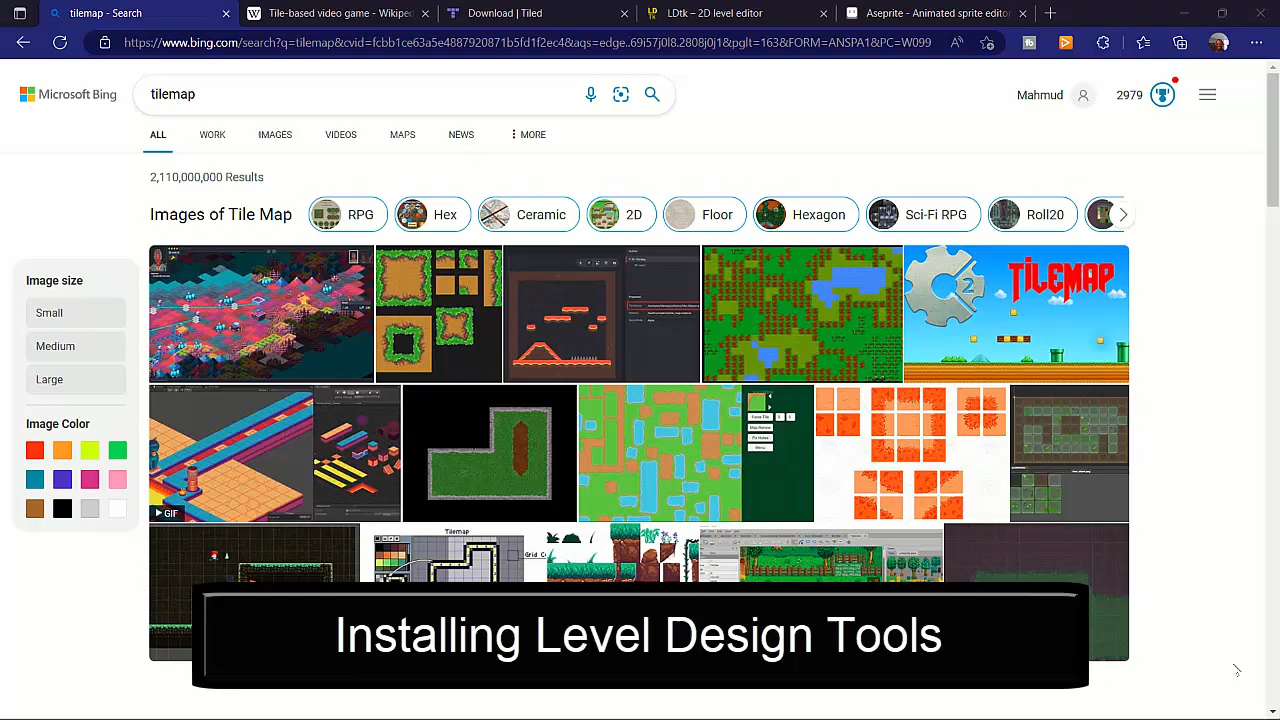 tilemap - Search
Tile-based video game - Wikiped
Download | Tiled
LDtk – 2D level editor
Aseprite - Animated sprite editor
https://www.bing.com/search?q=tilemap&cvid=fcbb1ce63a5e4887920871b5fd1f2ec4&aqs=edge..69i57j0l8.2808j0j1&pglt=163&FORM=ANSPA1&PC=W099
Microsoft Bing
tilemap
Mahmud
2979
ALL
WORK
IMAGES
VIDEOS
MAPS
NEWS
MORE
2,110,000,000 Results
Images of Tile Map
RPG
Hex
Ceramic
2D
Floor
Hexagon
Sci-Fi RPG
Roll20
Image size
Small
Medium
Large
Image Color
TILEMAP
2
GIF
Tilemap
Installing Level Design Tools